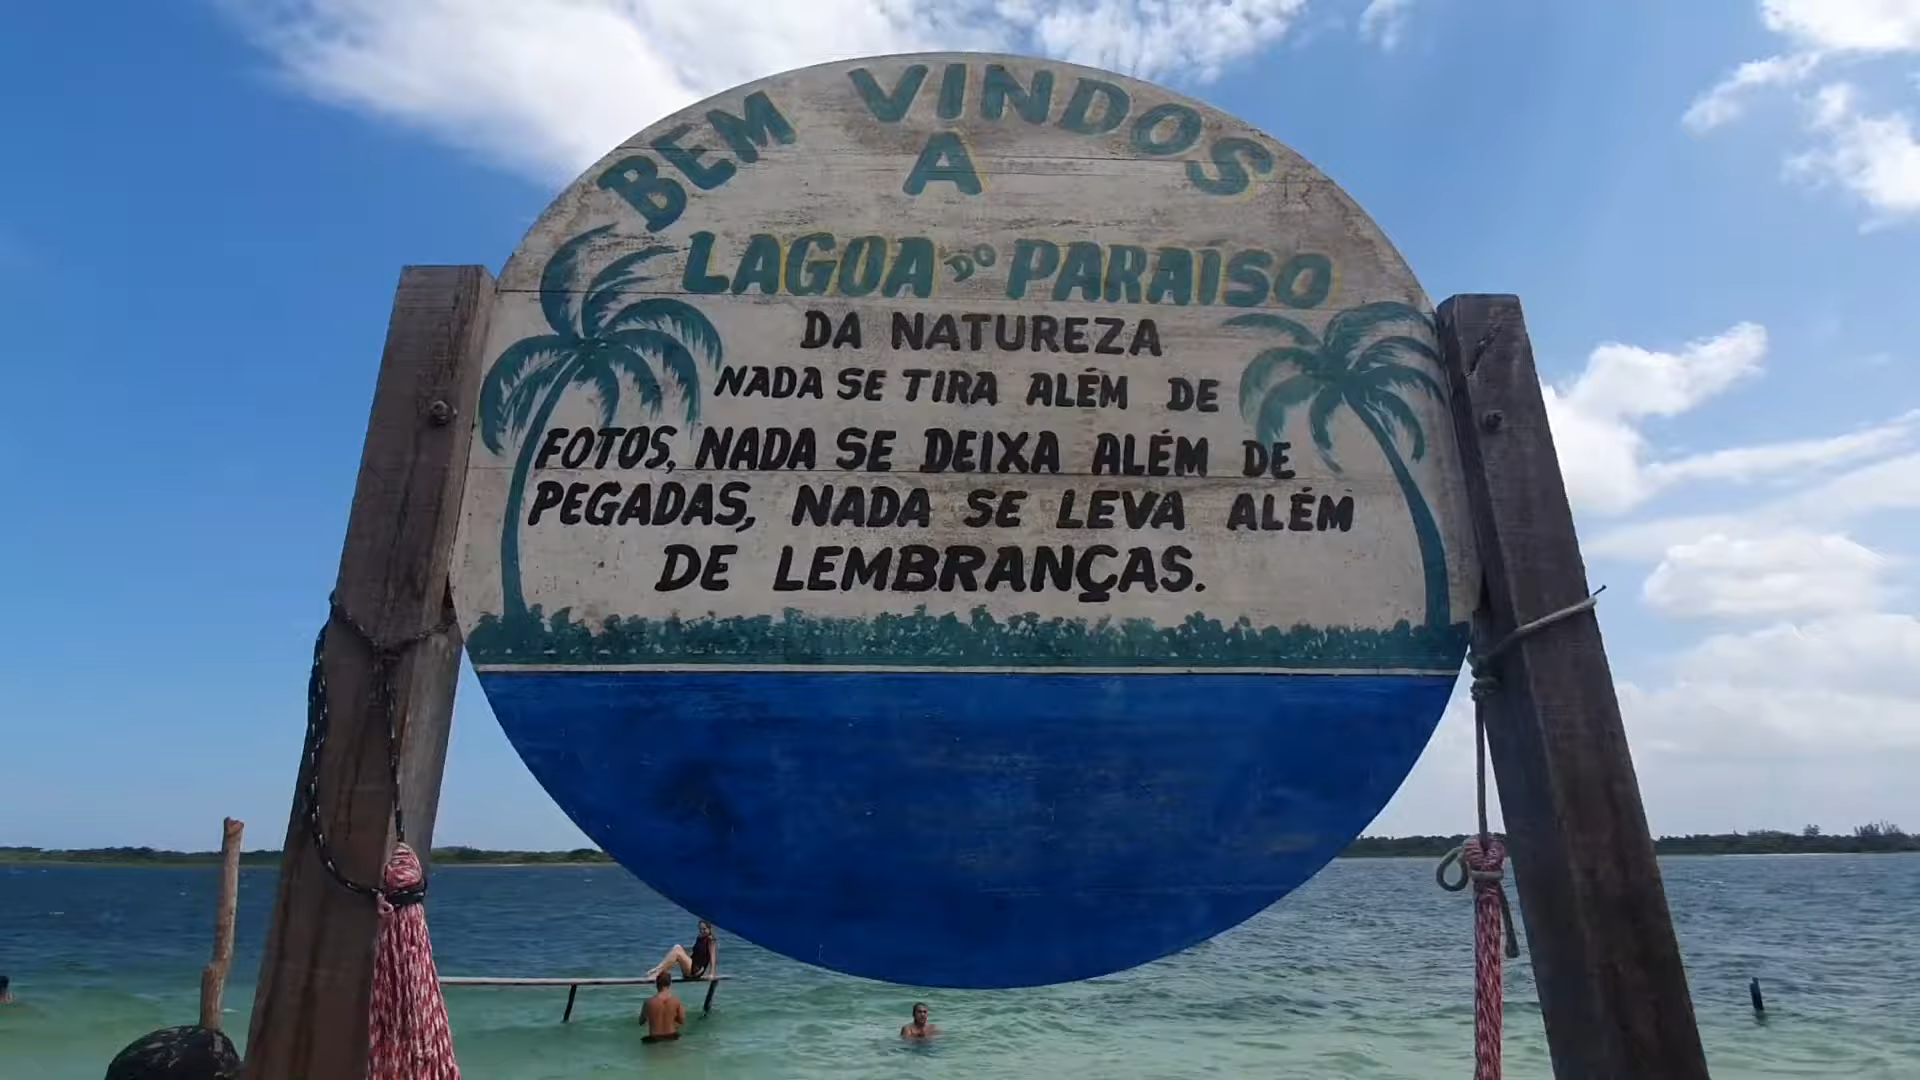 BEM VINDOS
A
LAGOA DO PARAÍSO
DA NATUREZA
NADA SE TIRA ALÉM DE
FOTOS, NADA SE DEIXA ALÉM DE
PEGADAS, NADA SE LEVA ALÉM
DE LEMBRANÇAS.